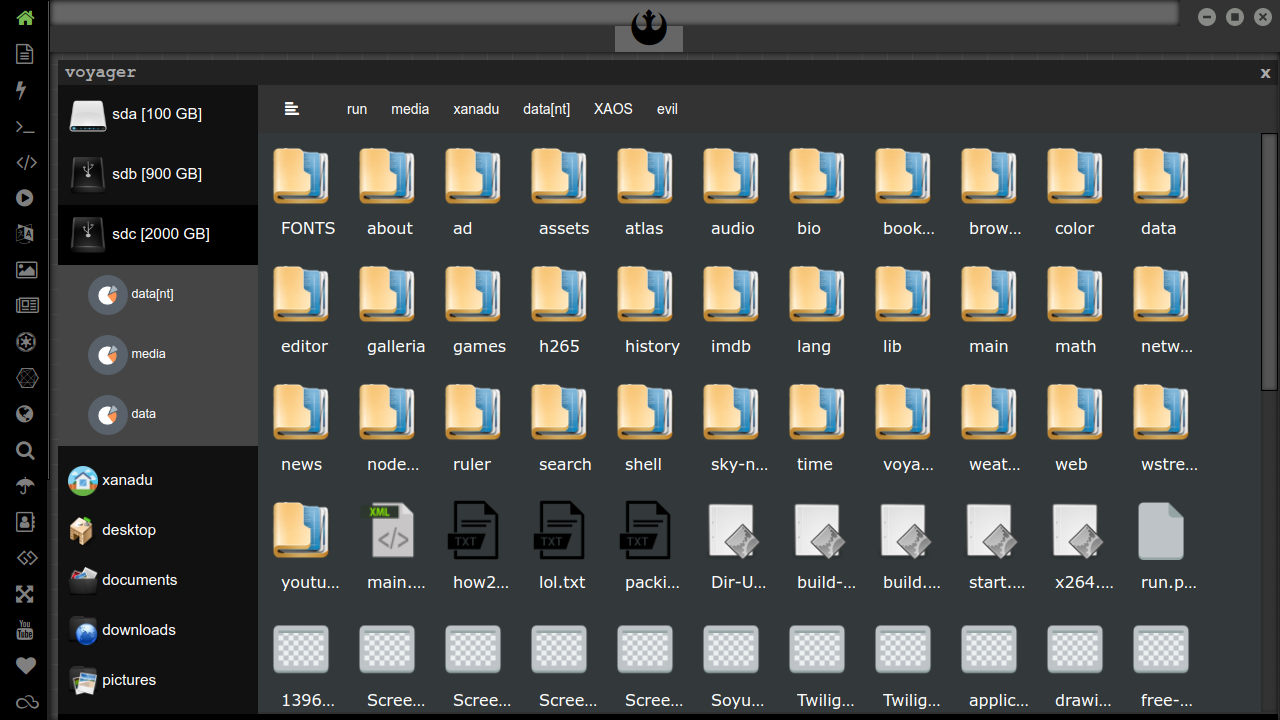 voyager
x
sda [100 GB]
sdb [900 GB]
sdc [2000 GB]
data[nt]
media
data
xanadu
desktop
documents
downloads
pictures
run media xanadu data[nt] XAOS evil
FONTS about ad assets atlas audio bio book... brow... color data
editor galleria games h265 history imdb lang lib main math netw...
news node... ruler search shell sky-n... time voya... weat... web wstre...
XML
TXT TXT TXT
youtu... main.... how2... lol.txt packi... Dir-U... build-... build.... start.... x264.... run.p...
1396... Scree... Scree... Scree... Scree... Soyu... Twilig... Twilig... applic... drawi... free-...
You
Tube